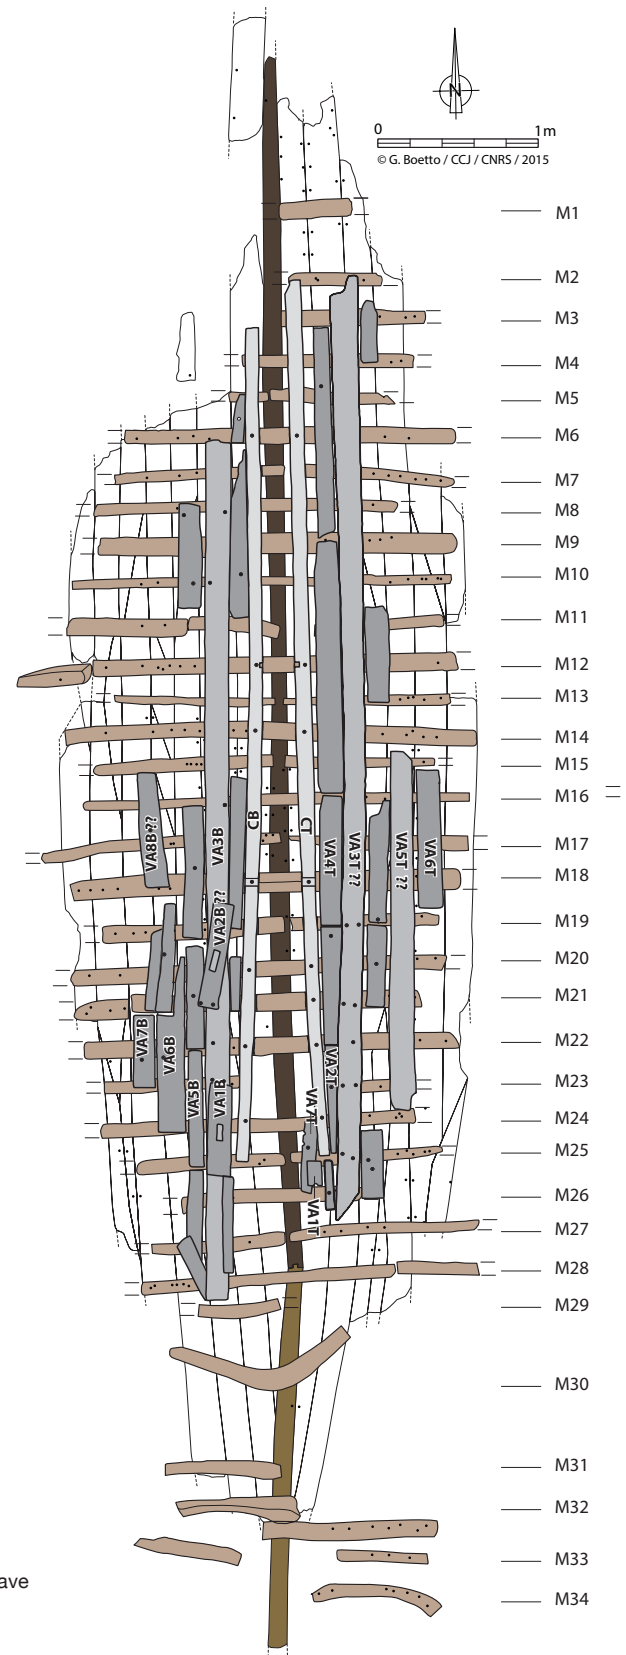 N
0 1m
© G. Boetto / CCJ / CNRS / 2015
M1
M2
M3
M4
M5
M6
M7
M8
M9
M10
M11
M12
M13
M14
M15
M16
M17
M18
M19
M20
M21
M22
M23
M24
M25
M26
M27
M28
M29
M30
M31
M32
M33
M34
VA8B ??
VA3B
CB
CT
VA4T
VA3T ??
VA5T ??
VA6T
VA2B ??
VA7B
VA6B
VA5B
VA1B
VA2T
VA7T
VA1T
ave